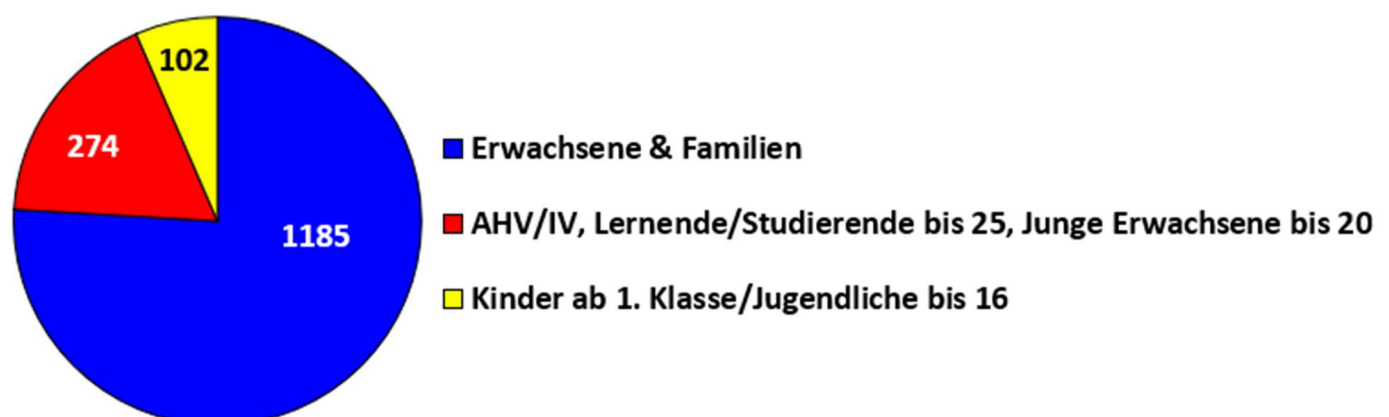 102
274
1185
Erwachsene & Familien
AHV/IV, Lernende/Studierende bis 25, Junge Erwachsene bis 20
Kinder ab 1. Klasse/Jugendliche bis 16